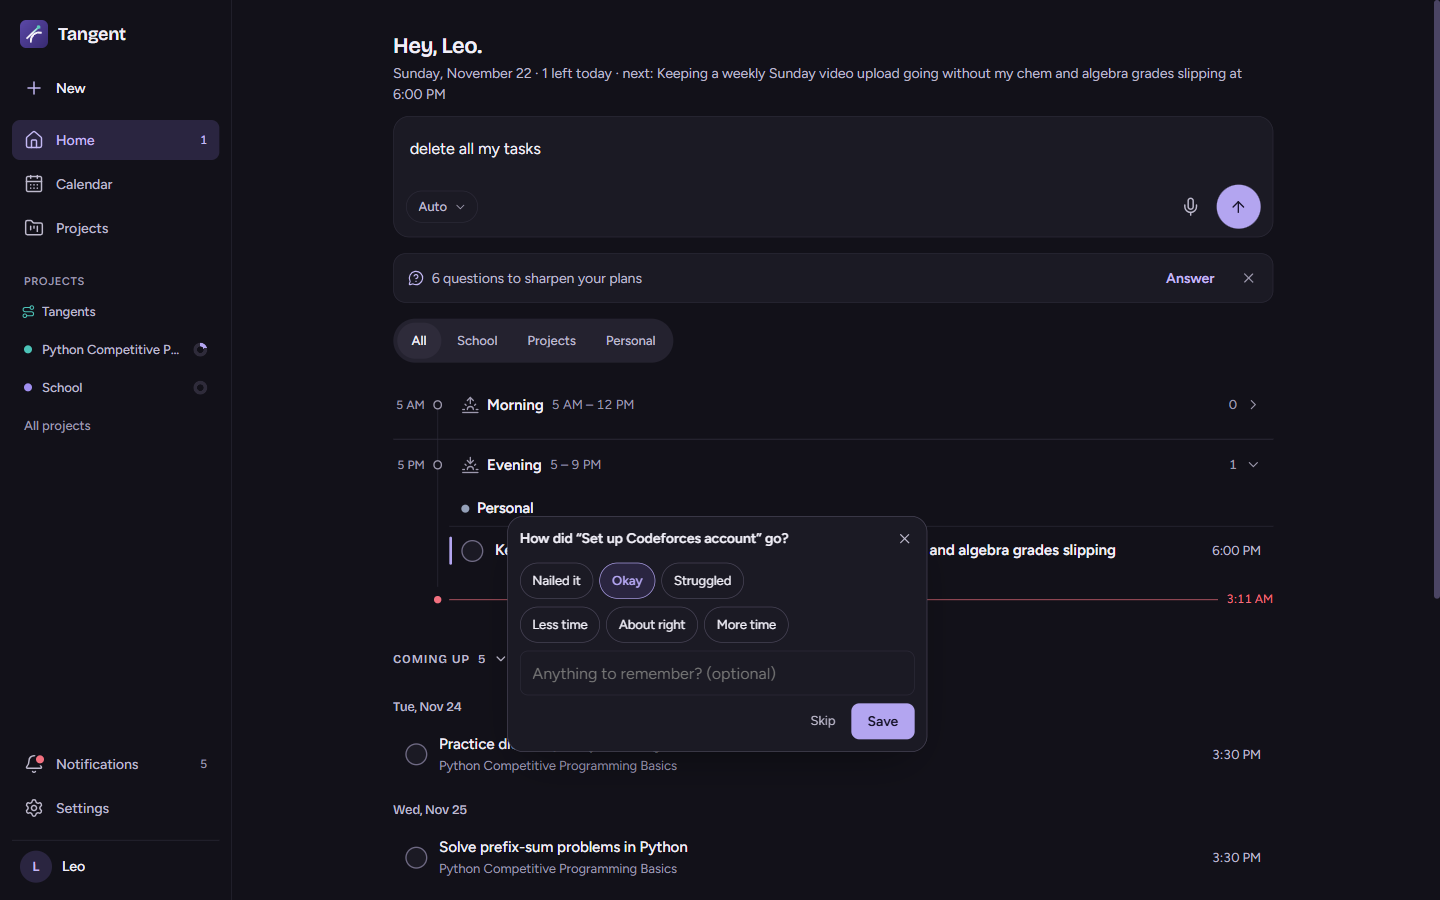 Tangent
New
Home 1
Calendar
Projects
PROJECTS
Tangents
Python Competitive P...
School
All projects
Notifications 5
Settings
L Leo
Hey, Leo.
Sunday, November 22 · 1 left today · next: Keeping a weekly Sunday video upload going without my chem and algebra grades slipping at
6:00 PM
delete all my tasks
Auto
6 questions to sharpen your plans Answer
All School Projects Personal
5 AM Morning 5 AM – 12 PM 0
5 PM Evening 5 – 9 PM 1
Personal
and algebra grades slipping 6:00 PM
3:11 AM
How did “Set up Codeforces account” go?
Nailed it Okay Struggled
Less time About right More time
Anything to remember? (optional)
Skip Save
COMING UP 5
Tue, Nov 24
Practice
Python Competitive Programming Basics
3:30 PM
Wed, Nov 25
Solve prefix-sum problems in Python
Python Competitive Programming Basics
3:30 PM